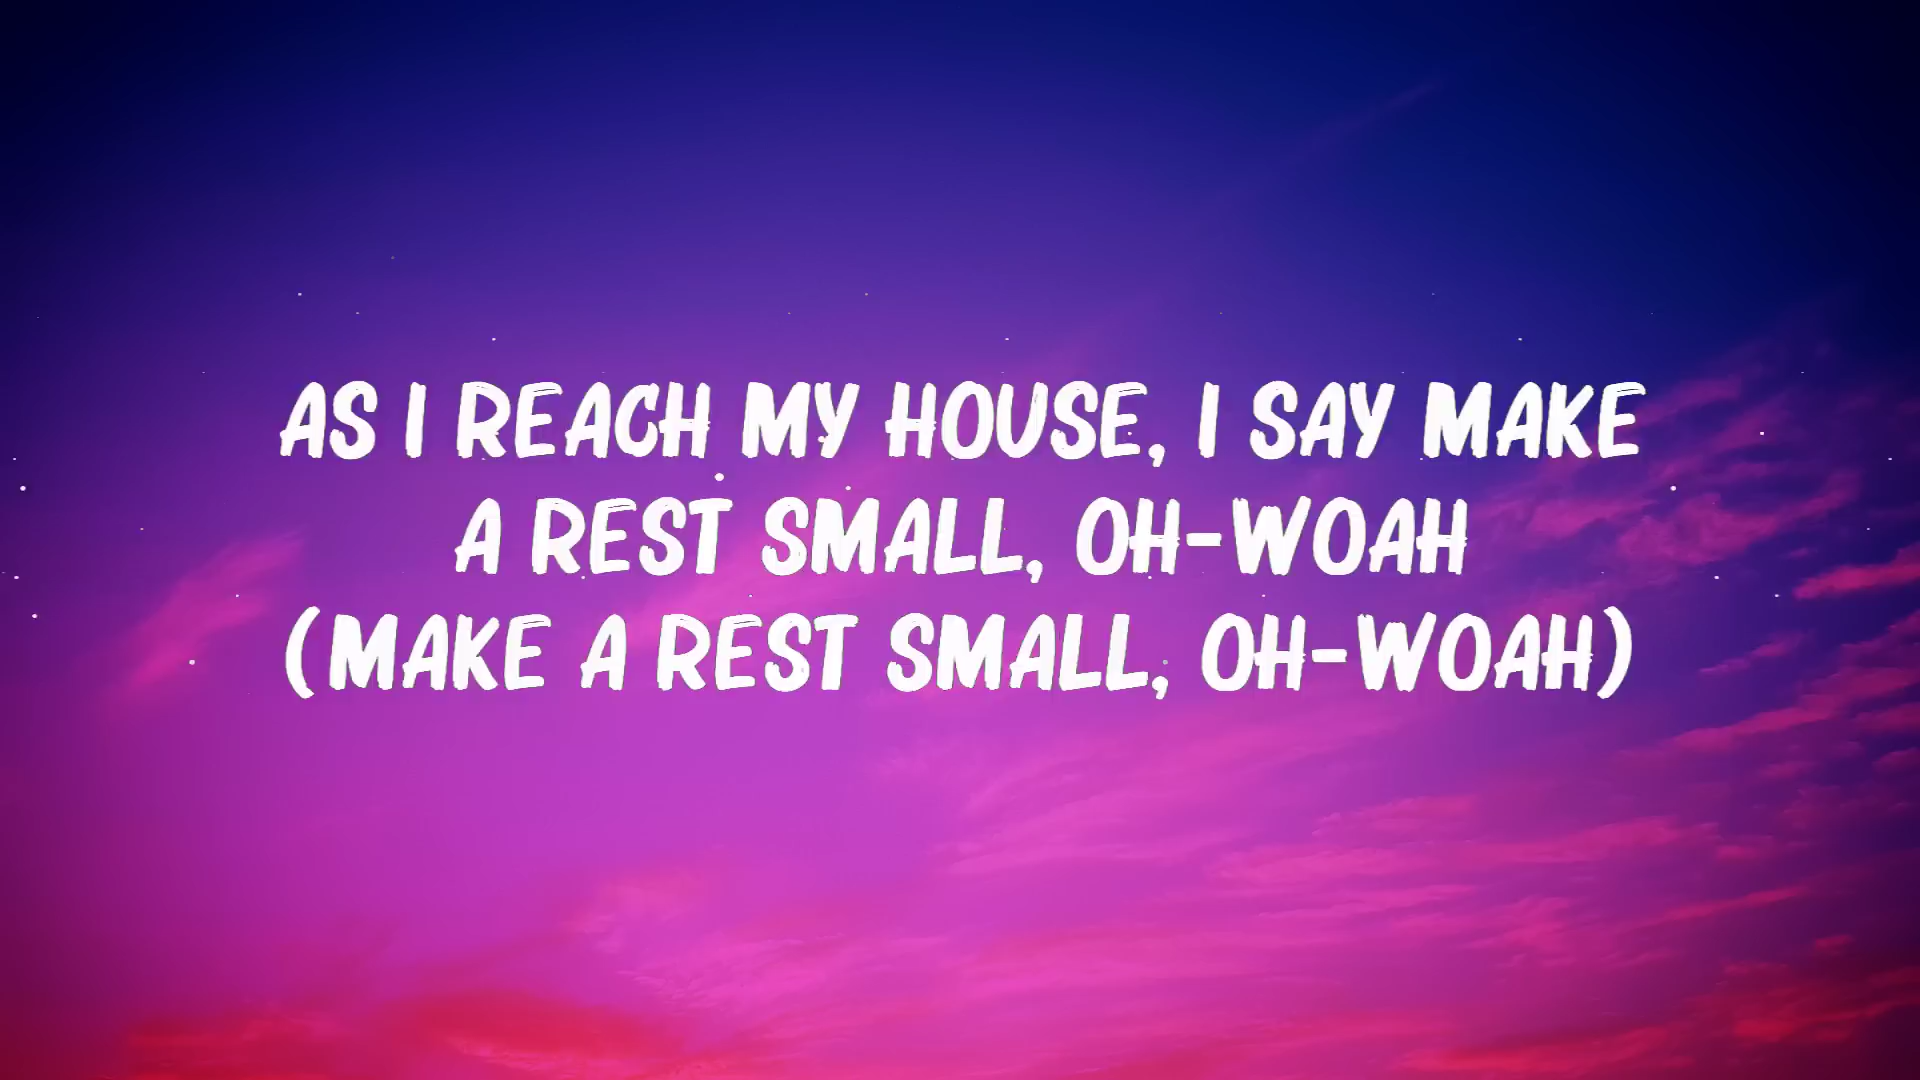 AS I REACH MY HOUSE, I SAY MAKE
A REST SMALL, OH-WOAH
(MAKE A REST SMALL, OH-WOAH)